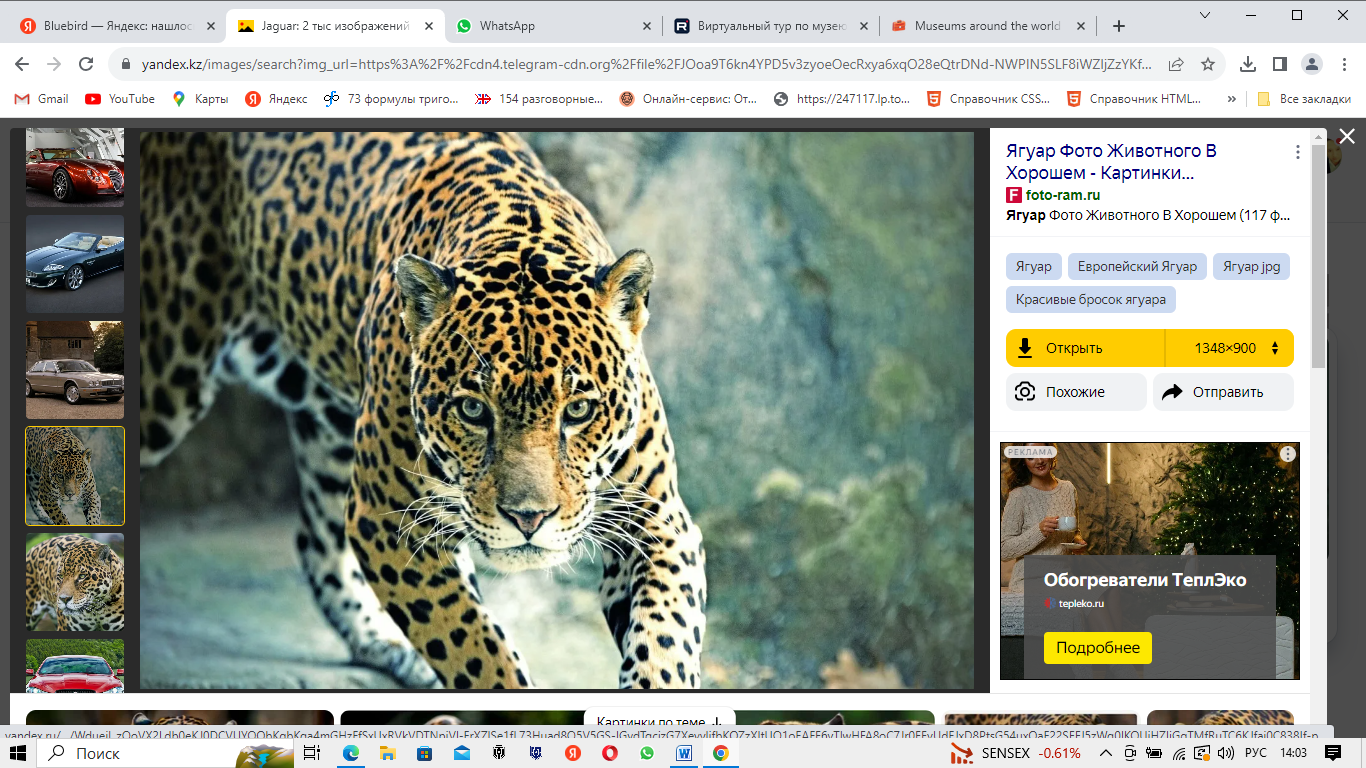 Bluebird — Яндекс: нашлос
Jaguar: 2 тыс изображений
WhatsApp
Виртуальный тур по музею
Museums around the world
yandex.kz/images/search?img_url=https%3A%2F%2Fcdn4.telegram-cdn.org%2Ffile%2FJOoa9T6kn4YPD5v3zyoeOecRxya6xqO28eQtrDNd-NWPIN5SLF8iWZIjZzYKf...
Gmail
YouTube
Карты
Яндекс
73 формулы триго...
154 разговорные...
Онлайн-сервис: От...
https://247117.lp.to...
Справочник CSS...
Справочник HTML...
»
Все закладки
Ягуар Фото Животного В
Хорошем - Картинки...
F foto-ram.ru
Ягуар Фото Животного В Хорошем (117 ф...
Ягуар
Европейский Ягуар
Ягуар jpg
Красивые бросок ягуара
Открыть
1348×900
Похожие
Отправить
РЕКЛАМА
Обогреватели ТеплЭко
tepleko.ru
Подробнее
Картинки по теме
Поиск
SENSEX -0.61%
РУС
14:03